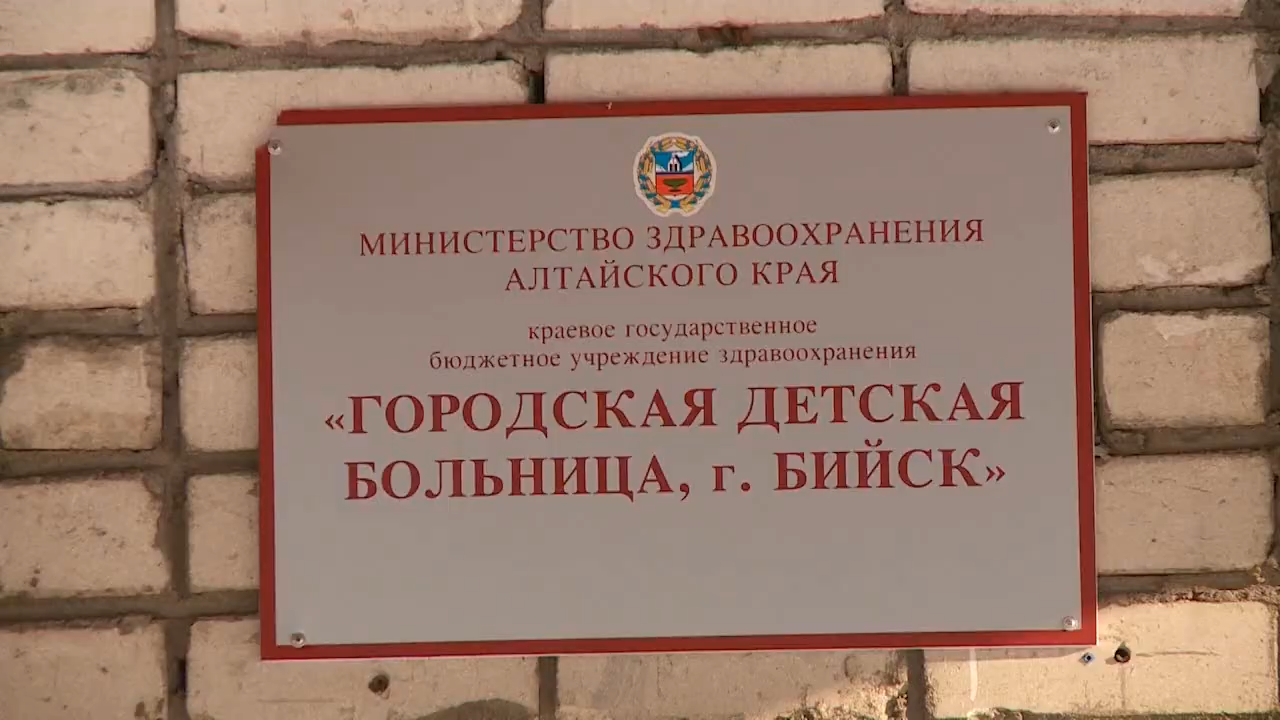 МИНИСТЕРСТВО ЗДРАВООХРАНЕНИЯ
АЛТАЙСКОГО КРАЯ
краевое государственное
бюджетное учреждение здравоохранения
«ГОРОДСКАЯ ДЕТСКАЯ
БОЛЬНИЦА, г. БИЙСК»